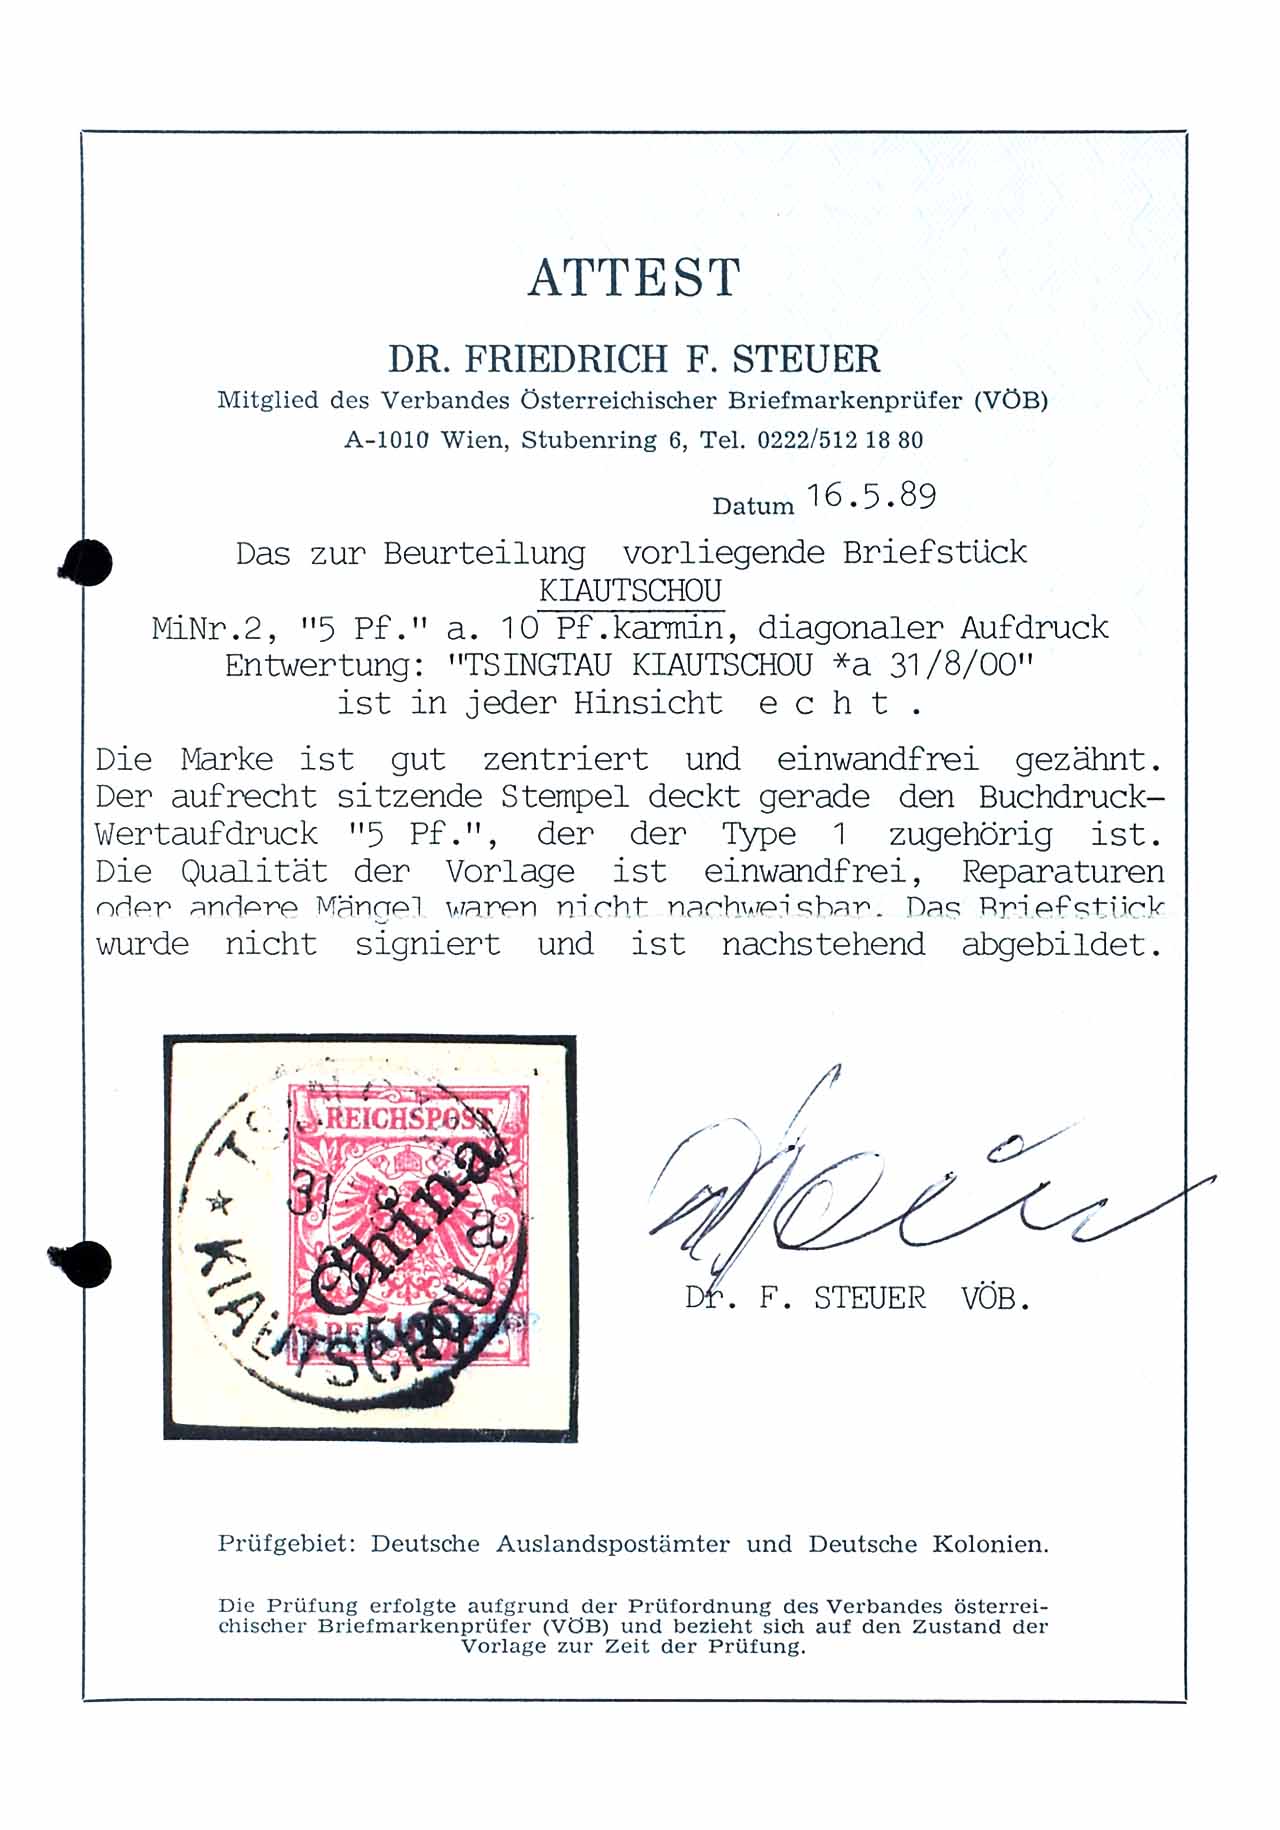 ATTEST
DR. FRIEDRICH F. STEUER
Mitglied des Verbandes Österreichischer Briefmarkenprüfer (VÖB)
A-1010 Wien, Stubenring 6, Tel. 0222/512 18 80
Datum 16.5.89
Das zur Beurteilung vorliegende Briefstück
KIAUTSCHOU
MiNr.2, "5 Pf." a. 10 Pf.karmin, diagonaler Aufdruck
Entwertung: "TSINGTAU KIAUTSCHOU *a 31/8/00"
ist in jeder Hinsicht e c h t .
Die Marke ist gut zentriert und einwandfrei gezähnt.
Der aufrecht sitzende Stempel deckt gerade den Buchdruck-
Wertaufdruck "5 Pf.", der der Type 1 zugehörig ist.
Die Qualität der Vorlage ist einwandfrei, Reparaturen
oder andere Mängel waren nicht nachweisbar. Das Briefstück
wurde nicht signiert und ist nachstehend abgebildet.
REICHSPOST
31
China
a
★ KIAUTSCHOU
Dr. F. STEUER VÖB.
Prüfgebiet: Deutsche Auslandspostämter und Deutsche Kolonien.
Die Prüfung erfolgte aufgrund der Prüfordnung des Verbandes österrei-
chischer Briefmarkenprüfer (VÖB) und bezieht sich auf den Zustand der
Vorlage zur Zeit der Prüfung.